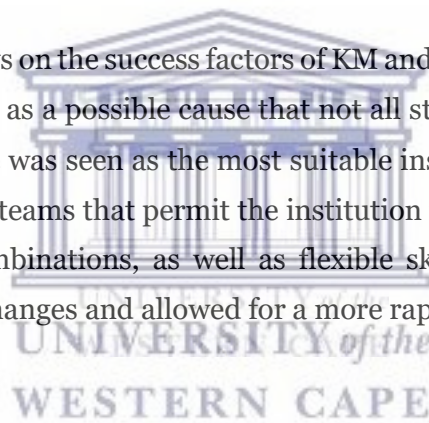 s on the success factors of KM and
as a possible cause that not all st
was seen as the most suitable ins
teams that permit the institution
mbinations, as well as flexible sk
hanges and allowed for a more rap
UNIVERSITY of the
WESTERN CAPE